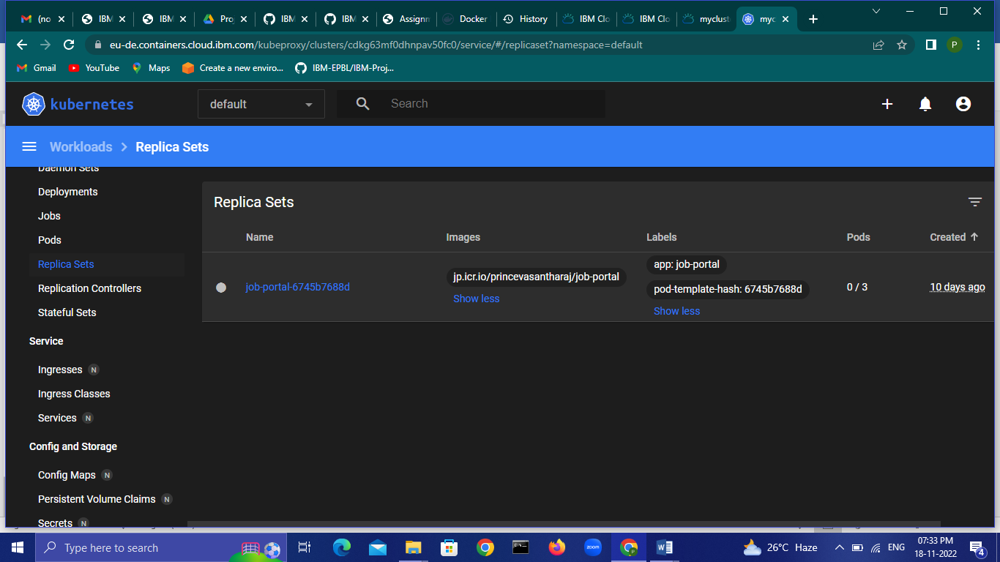 (no
IBM
IBM
Proj
IBM
IBM
Assignm
Docker
History
IBM Clo
IBM Clo
myclust
myc
eu-de.containers.cloud.ibm.com/kubeproxy/clusters/cdkg63mf0dhnpav50fc0/service/#/replicaset?namespace=default
P
Gmail
YouTube
Maps
Create a new enviro...
IBM-EPBL/IBM-Proj...
kubernetes
default
Search
Workloads
Replica Sets
Daemon Sets
Deployments
Jobs
Pods
Replica Sets
Replication Controllers
Stateful Sets
Service
Ingresses N
Ingress Classes
Services N
Config and Storage
Config Maps N
Persistent Volume Claims N
Secrets N
Replica Sets
Name Images Labels Pods Created
job-portal-6745b7688d
jp.icr.io/princevasantharaj/job-portal
Show less
app: job-portal
pod-template-hash: 6745b7688d
Show less
0 / 3
10 days ago
Type here to search
zoom
26°C Haze
ENG
07:33 PM
18-11-2022
4